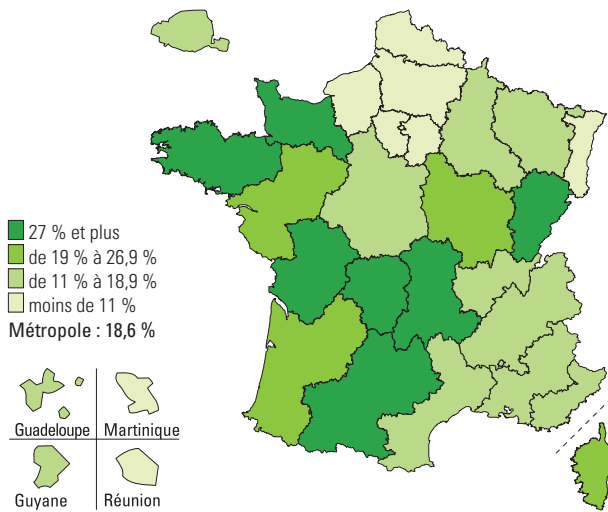 27 % et plus
de 19 % à 26,9 %
de 11 % à 18,9 %
moins de 11 %
Métropole : 18,6 %
Guadeloupe
Martinique
Guyane
Réunion